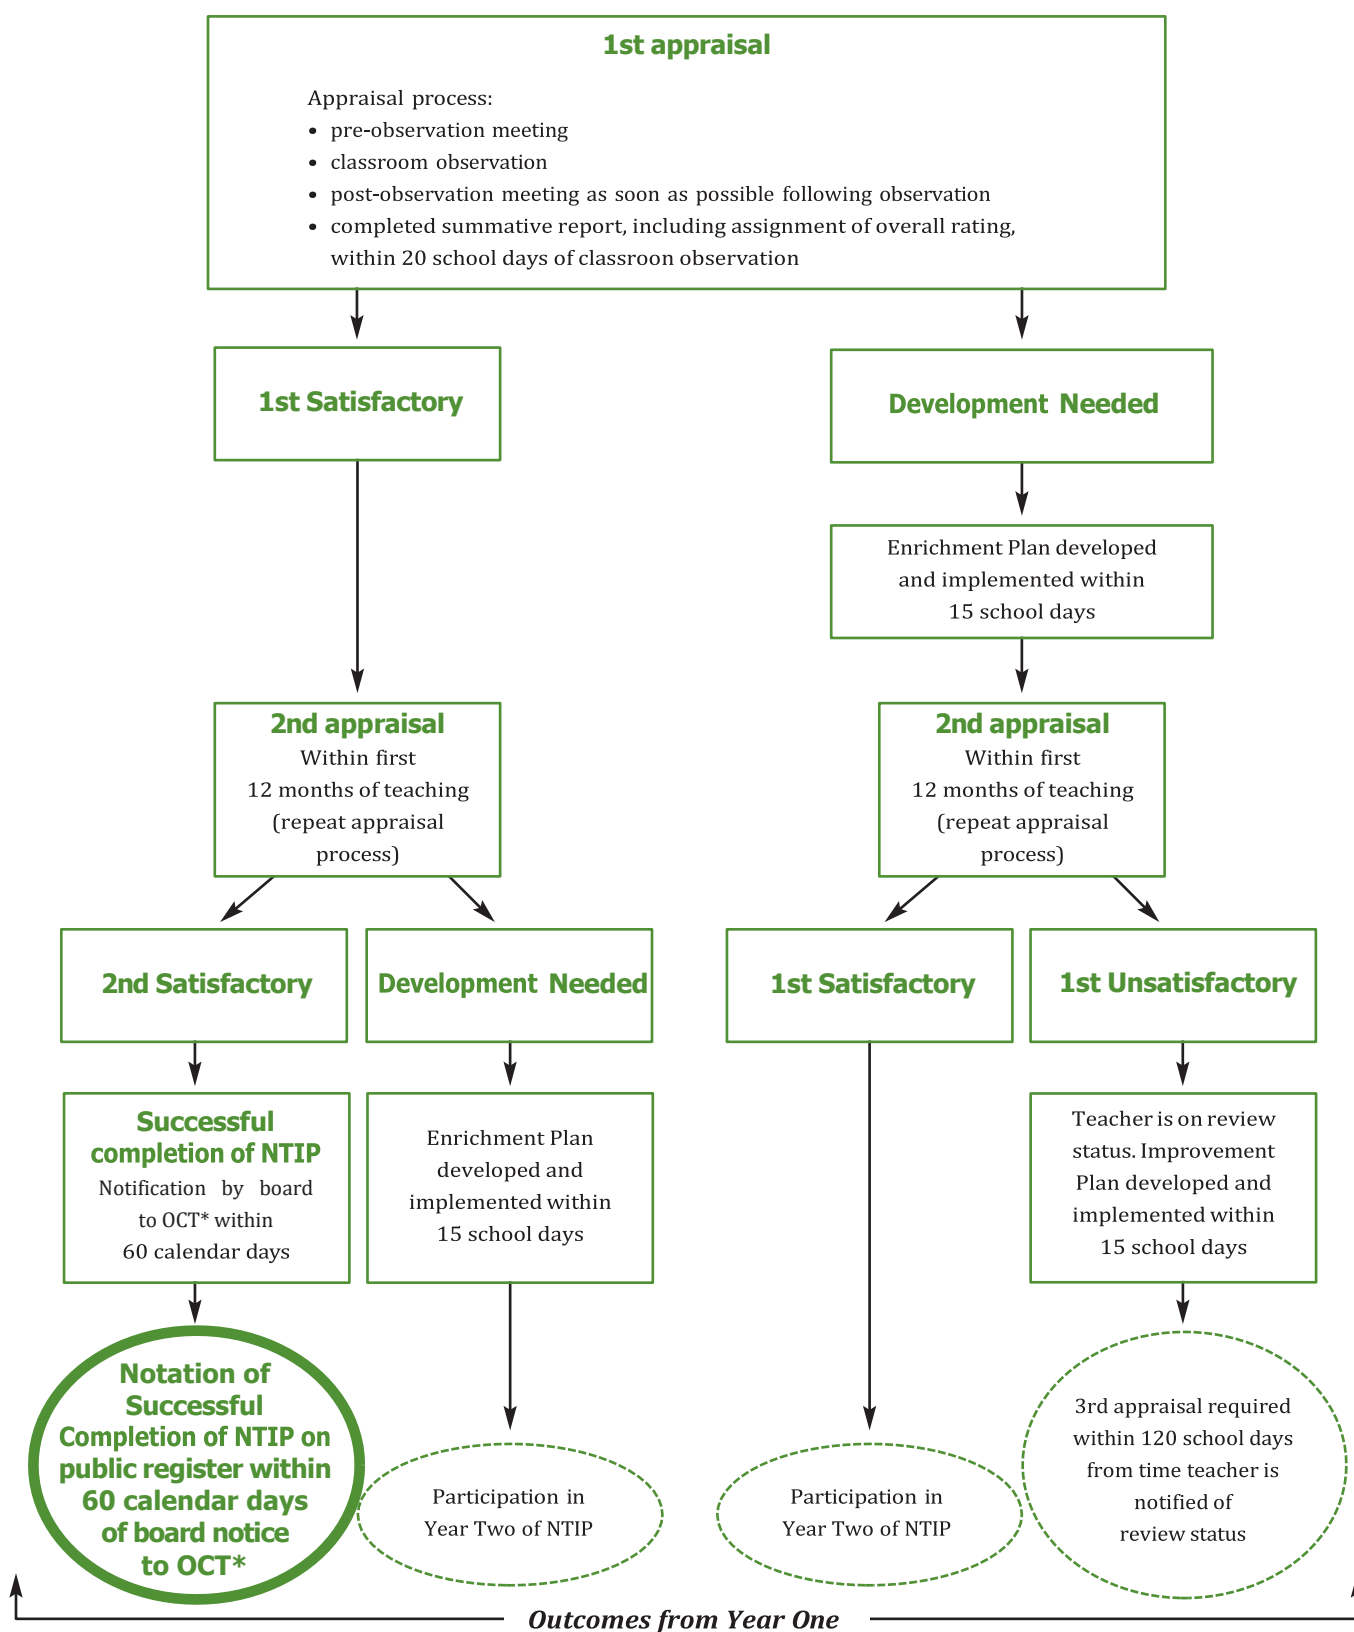 1st appraisal
Appraisal process:
• pre-observation meeting
• classroom observation
• post-observation meeting as soon as possible following observation
• completed summative report, including assignment of overall rating,
within 20 school days of classroon observation
1st Satisfactory
Development Needed
Enrichment Plan developed
and implemented within
15 school days
2nd appraisal
Within first
12 months of teaching
(repeat appraisal
process)
2nd appraisal
Within first
12 months of teaching
(repeat appraisal
process)
2nd Satisfactory
Development Needed
1st Satisfactory
1st Unsatisfactory
Successful
completion of NTIP
Notification by board
to OCT* within
60 calendar days
Enrichment Plan
developed and
implemented within
15 school days
Teacher is on review
status. Improvement
Plan developed and
implemented within
15 school days
Notation of
Successful
Completion of NTIP on
public register within
60 calendar days
of board notice
to OCT*
Participation in
Year Two of NTIP
Participation in
Year Two of NTIP
3rd appraisal required
within 120 school days
from time teacher is
notified of
review status
Outcomes from Year One